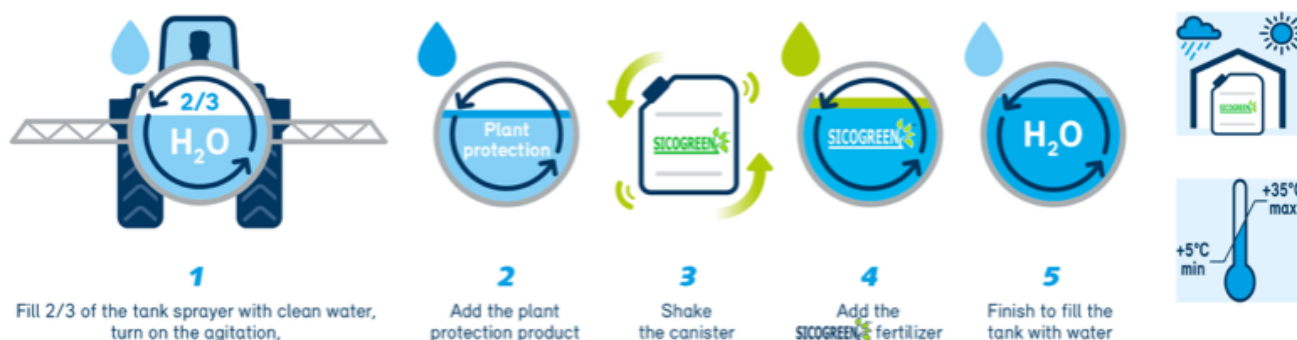 2/3
H₂O
Plant
protection
SICOGREEN
SICOGREEN
H₂O
SICOGREEN
+35°C
max
+5°C
min
1
Fill 2/3 of the tank sprayer with clean water,
turn on the agitation,
2
Add the plant
protection product
3
Shake
the canister
4
Add the
SICOGREEN fertilizer
5
Finish to fill the
tank with water